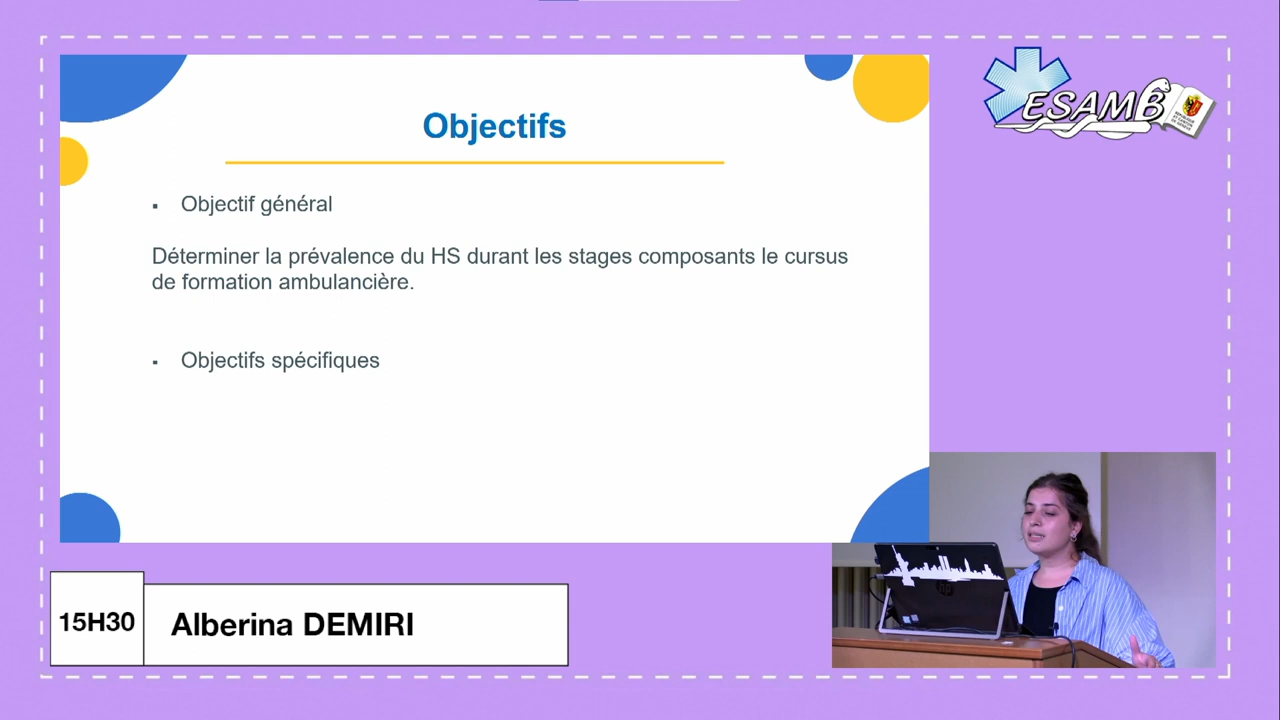 Objectifs
▪ Objectif général
Déterminer la prévalence du HS durant les stages composants le cursus
de formation ambulancière.
▪ Objectifs spécifiques
ESAMB
15H30
Alberina DEMIRI
hp